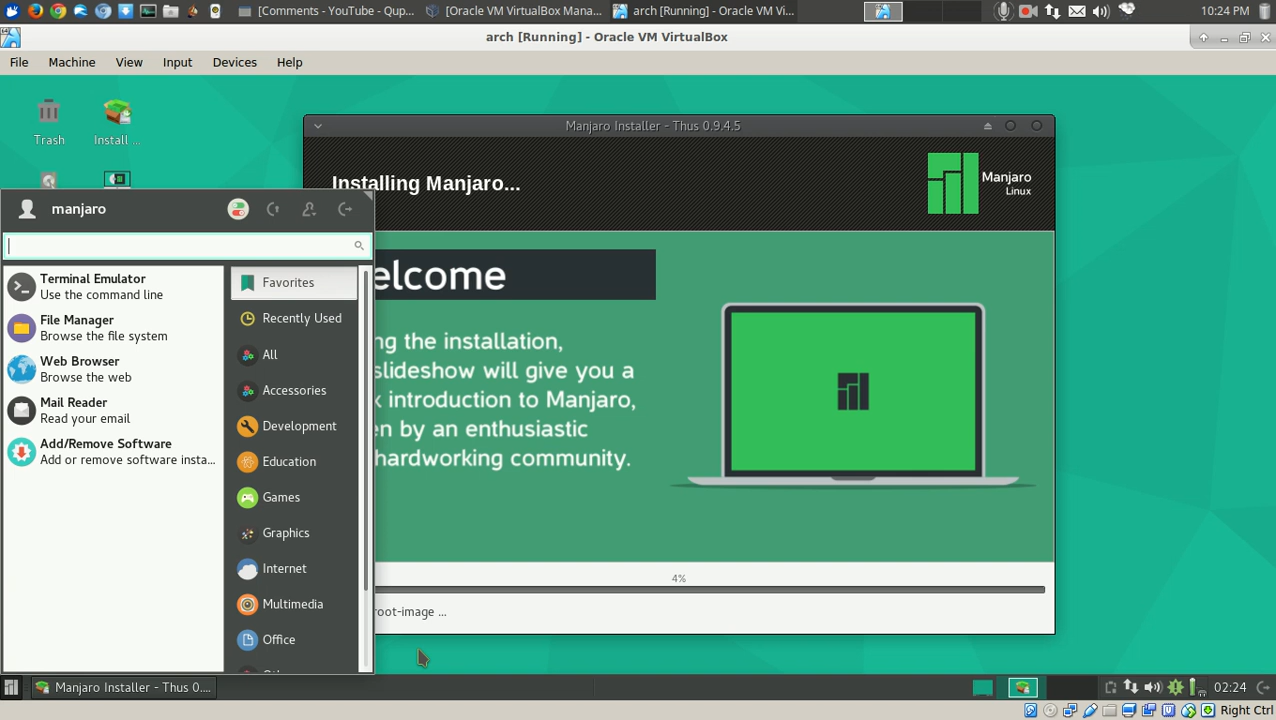 [Comments - YouTube - Qup...
[Oracle VM VirtualBox Mana...
arch [Running] - Oracle VM Vi...
10:24 PM
arch [Running] - Oracle VM VirtualBox
File
Machine
View
Input
Devices
Help
Trash
Install ...
Manjaro Installer - Thus 0.9.4.5
Installing Manjaro...
Manjaro
Linux
manjaro
Terminal Emulator
Use the command line
File Manager
Browse the file system
Web Browser
Browse the web
Mail Reader
Read your email
Add/Remove Software
Add or remove software insta...
Favorites
Recently Used
All
Accessories
Development
Education
Games
Graphics
Internet
Multimedia
Office
elcome
ng the installation,
slideshow will give you a
k introduction to Manjaro,
en by an enthusiastic
hardworking community.
4%
root-image ...
Manjaro Installer - Thus 0....
02:24
Right Ctrl